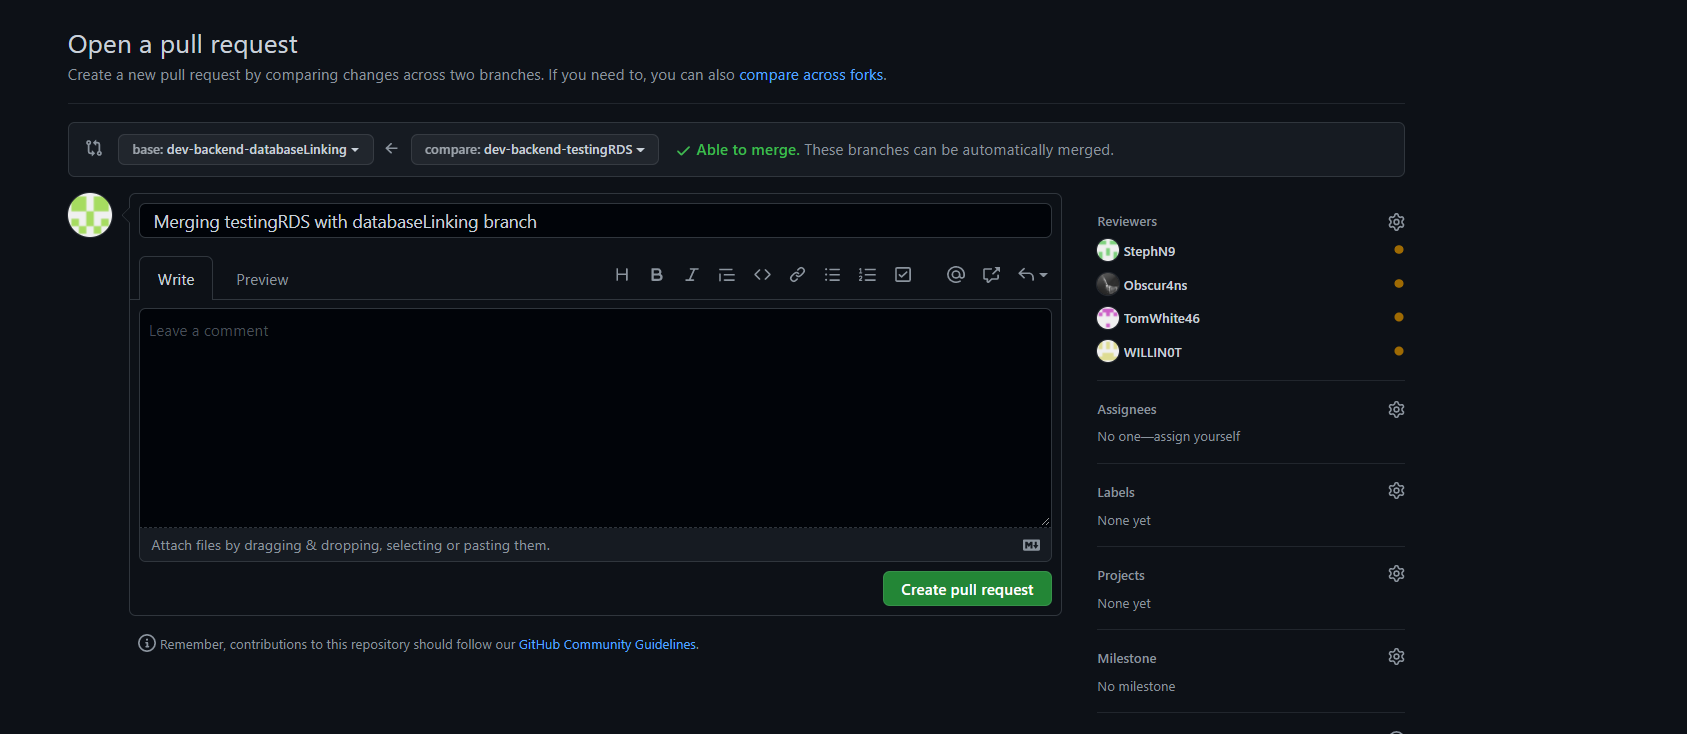 Open a pull request
Create a new pull request by comparing changes across two branches. If you need to, you can also compare across forks.
base: dev-backend-databaseLinking
compare: dev-backend-testingRDS
Able to merge. These branches can be automatically merged.
Merging testingRDS with databaseLinking branch
Write
Preview
Leave a comment
Attach files by dragging & dropping, selecting or pasting them.
Create pull request
Remember, contributions to this repository should follow our GitHub Community Guidelines.
Reviewers
StephN9
Obscur4ns
TomWhite46
WILLIN0T
Assignees
No one—assign yourself
Labels
None yet
Projects
None yet
Milestone
No milestone